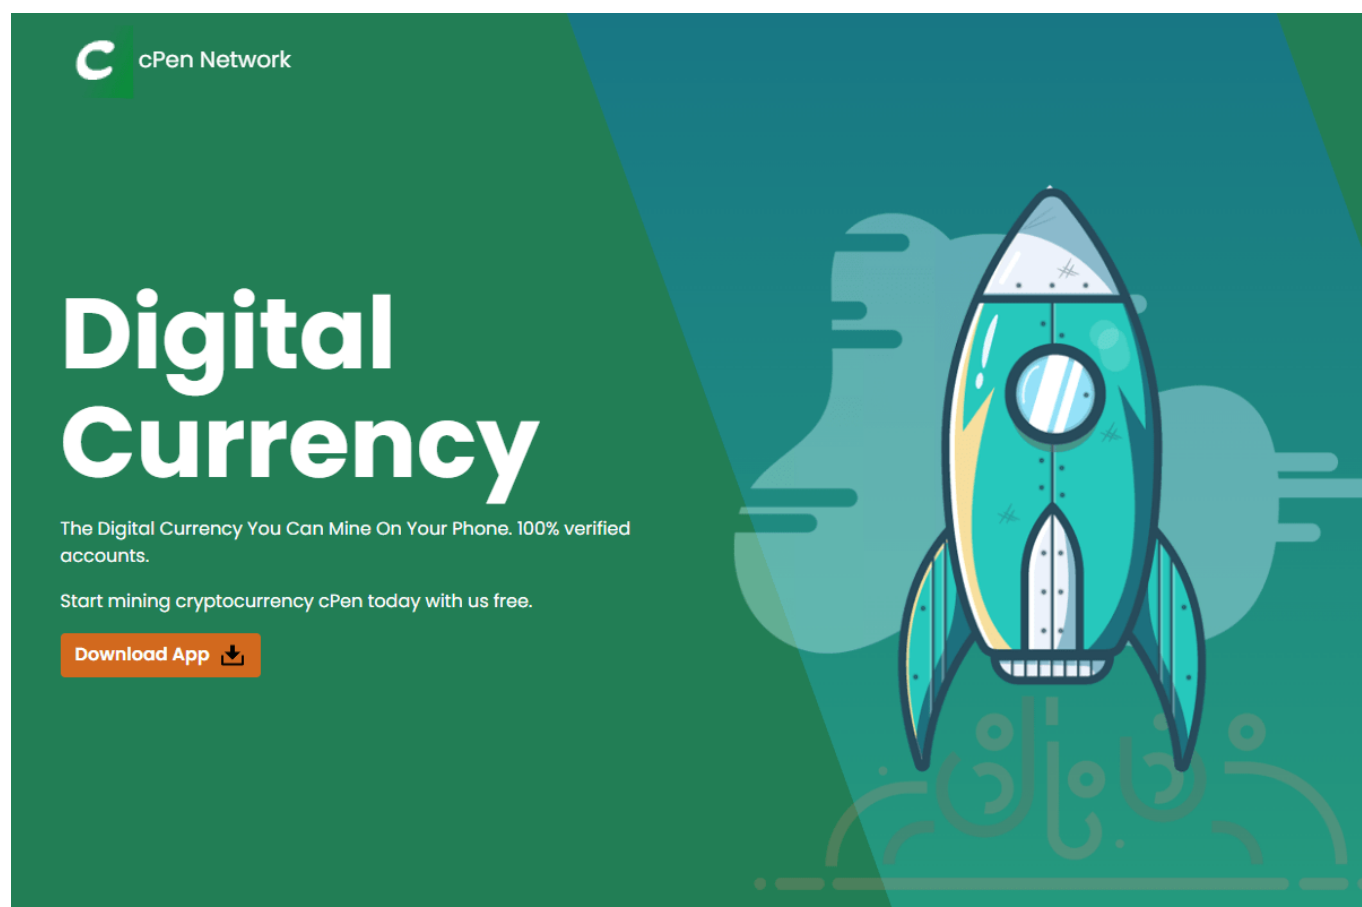 C cPen Network
Digital
Currency
The Digital Currency You Can Mine On Your Phone. 100% verified
accounts.
Start mining cryptocurrency cPen today with us free.
Download App